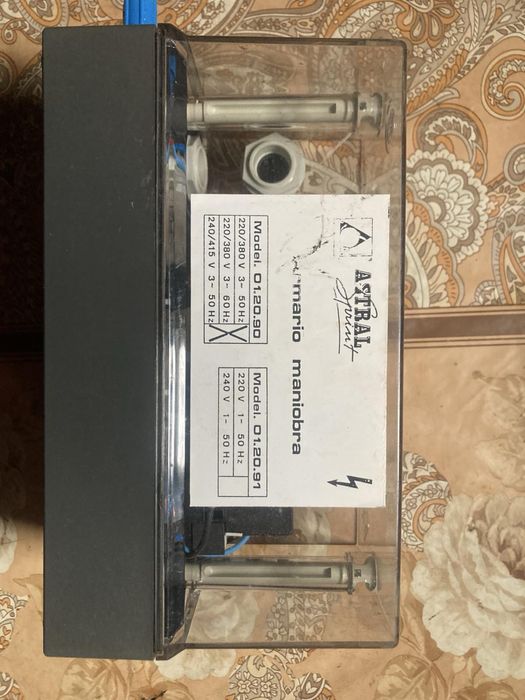 ASTRAL
Sprint
armario maniobra
Model. 01.20.90
220/380 V 3~ 50 Hz X
220/380 V 3~ 60 Hz
240/415 V 3~ 50 Hz
Model. 01.20.91
220 V 1~ 50 Hz
240 V 1~ 50 Hz